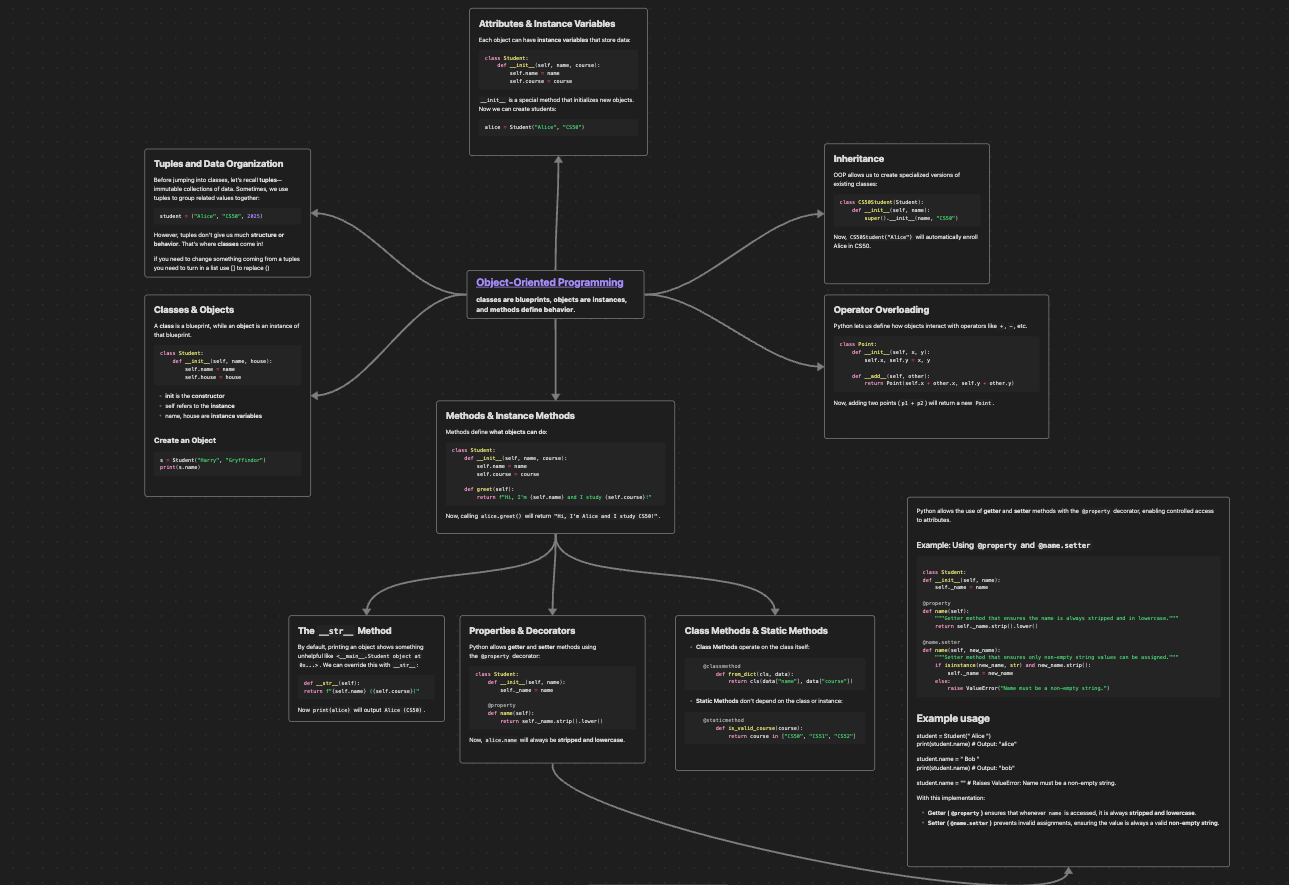 Attributes & Instance Variables
Each object can have instance variables that store data:
class Student:
def __init__(self, name, course):
self.name = name
self.course = course
__init__ is a special method that initializes new objects.
Now we can create students:
alice = Student("Alice", "CS50")
Tuples and Data Organization
Before jumping into classes, let's recall tuples—
immutable collections of data. Sometimes, we use
tuples to group related values together:
student = ("Alice", "CS50", 2025)
However, tuples don't give us much structure or
behavior. That's where classes come in!
if you need to change something coming from a tuples
you need to turn in a list use [] to replace ()
Inheritance
OOP allows us to create specialized versions of
existing classes:
class CS50Student(Student):
def __init__(self, name):
super().__init__(name, "CS50")
Now, CS50Student("Alice") will automatically enroll
Alice in CS50.
Object-Oriented Programming
classes are blueprints, objects are instances,
and methods define behavior.
Classes & Objects
A class is a blueprint, while an object is an instance of
that blueprint.
class Student:
def __init__(self, name, house):
self.name = name
self.house = house
• init is the constructor
• self refers to the instance
• name, house are instance variables
Create an Object
s = Student("Harry", "Gryffindor")
print(s.name)
Operator Overloading
Python lets us define how objects interact with operators like +, -, etc.
class Point:
def __init__(self, x, y):
self.x, self.y = x, y
def __add__(self, other):
return Point(self.x + other.x, self.y + other.y)
Now, adding two points (p1 + p2) will return a new Point.
Methods & Instance Methods
Methods define what objects can do:
class Student:
def __init__(self, name, course):
self.name = name
self.course = course
def greet(self):
return f"Hi, I'm {self.name} and I study {self.course}!"
Now, calling alice.greet() will return "Hi, I'm Alice and I study CS50!".
The __str__ Method
By default, printing an object shows something
unhelpful like <__main__.Student object at
0x...>. We can override this with __str__:
def __str__(self):
return f"{self.name} ({self.course})"
Now print(alice) will output Alice (CS50).
Properties & Decorators
Python allows getter and setter methods using
the @property decorator:
class Student:
def __init__(self, name):
self._name = name
@property
def name(self):
return self._name.strip().lower()
Now, alice.name will always be stripped and lowercase.
Class Methods & Static Methods
• Class Methods operate on the class itself:
@classmethod
def from_dict(cls, data):
return cls(data["name"], data["course"])
• Static Methods don't depend on the class or instance:
@staticmethod
def is_valid_course(course):
return course in ["CS50", "CS51", "CS52"]
Python allows the use of getter and setter methods with the @property decorator, enabling controlled access
to attributes.
Example: Using @property and @name.setter
class Student:
def __init__(self, name):
self._name = name
@property
def name(self):
"""Getter method that ensures the name is always stripped and in lowercase."""
return self._name.strip().lower()
@name.setter
def name(self, new_name):
"""Setter method that ensures only non-empty string values can be assigned."""
if isinstance(new_name, str) and new_name.strip():
self._name = new_name
else:
raise ValueError("Name must be a non-empty string.")
Example usage
student = Student(" Alice ")
print(student.name) # Output: "alice"
student.name = " Bob "
print(student.name) # Output: "bob"
student.name = "" # Raises ValueError: Name must be a non-empty string.
With this implementation:
• Getter (@property) ensures that whenever name is accessed, it is always stripped and lowercase.
• Setter (@name.setter) prevents invalid assignments, ensuring the value is always a valid non-empty string.